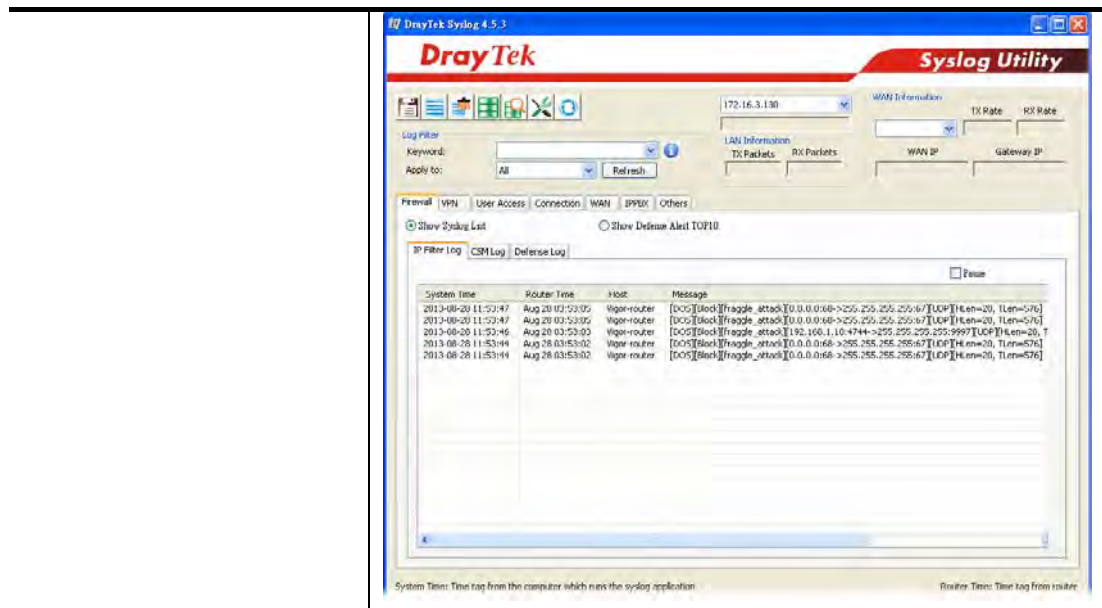 DrayTek Syslog 4.5.3
DrayTek
Syslog Utility
172.16.3.130
WAN Information
TX Rate RX Rate
Log Filter
Keyword:
LAN Information
TX Packets RX Packets
WAN IP Gateway IP
Apply to: All Refresh
Firewall VPN User Access Connection WAN IPPBX Others
Show Syslog List Show Defense Alert TOP10
IP Filter Log CSM Log Defense Log
Pause
System Time Router Time Host Message
2013-08-28 11:53:47 Aug 28 03:53:05 Vigor-router [DOS][Block][fraggle_attack][0.0.0.0:68->255.255.255.255:67][UDP][HLen=20, TLen=576]
2013-08-28 11:53:47 Aug 28 03:53:05 Vigor-router [DOS][Block][fraggle_attack][0.0.0.0:68->255.255.255.255:67][UDP][HLen=20, TLen=576]
2013-08-28 11:53:46 Aug 28 03:53:03 Vigor-router [DOS][Block][fraggle_attack][192.168.1.10:4744->255.255.255.255:9997][UDP][HLen=20, T
2013-08-28 11:53:44 Aug 28 03:53:02 Vigor-router [DOS][Block][fraggle_attack][0.0.0.0:68->255.255.255.255:67][UDP][HLen=20, TLen=576]
2013-08-28 11:53:44 Aug 28 03:53:02 Vigor-router [DOS][Block][fraggle_attack][0.0.0.0:68->255.255.255.255:67][UDP][HLen=20, TLen=576]
System Time: Time tag from the computer which runs the syslog application Router Time: Time tag from router